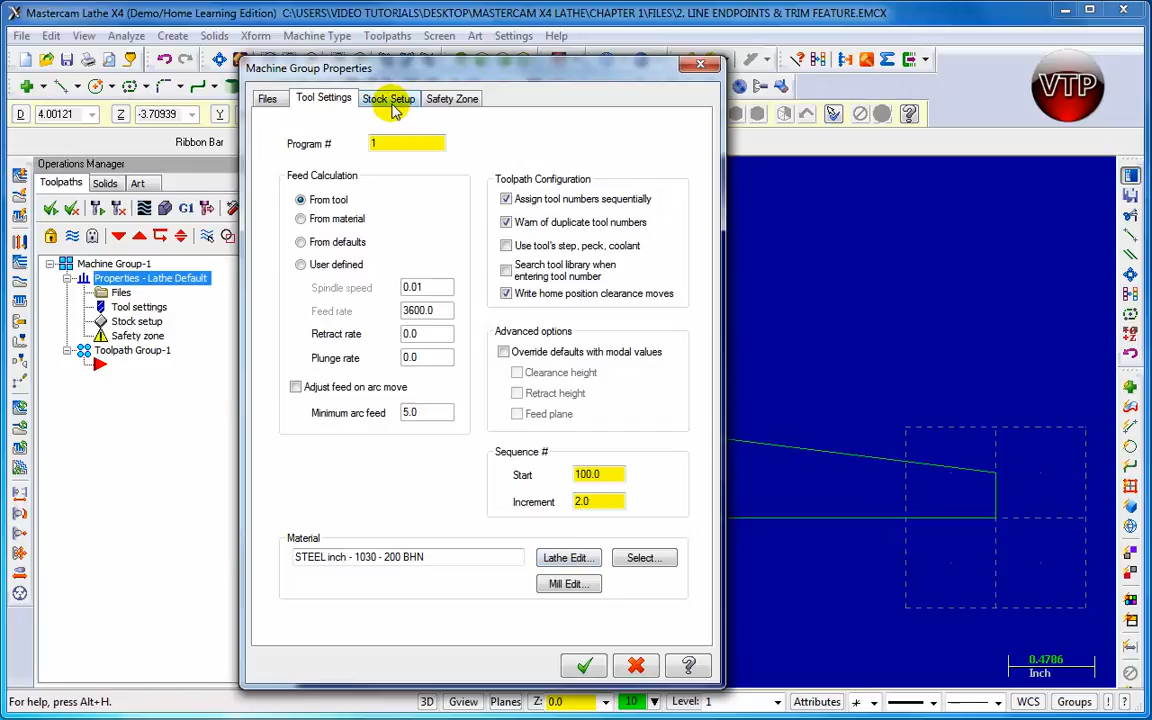 Mastercam Lathe X4 (Demo/Home Learning Edition) C:\USERS\VIDEO TUTORIALS\DESKTOP\MASTERCAM X4 LATHE\CHAPTER 1\FILES\2. LINE ENDPOINTS & TRIM FEATURE.EMCX
File Edit View Analyze Create Solids Xform Machine Type Toolpaths Screen Art Settings Help
Machine Group Properties
VTP
Files Tool Settings Stock Setup Safety Zone
D 4.00121 Z -3.70939
Ribbon Bar
Program # 1
Operations Manager
Toolpaths Solids Art
Feed Calculation
From tool
From material
From defaults
User defined
Spindle speed 0.01
Feed rate 3600.0
Retract rate 0.0
Plunge rate 0.0
Adjust feed on arc move
Minimum arc feed 5.0
Toolpath Configuration
Assign tool numbers sequentially
Warn of duplicate tool numbers
Use tool's step, peck, coolant
Search tool library when
entering tool number
Write home position clearance moves
Advanced options
Override defaults with modal values
Clearance height
Retract height
Feed plane
Sequence #
Start 100.0
Increment 2.0
Material
STEEL inch - 1030 - 200 BHN Lathe Edit... Select...
Mill Edit...
G1
Machine Group-1
Properties - Lathe Default
Files
Tool settings
Stock setup
Safety zone
Toolpath Group-1
0.4786
Inch
For help, press Alt+H.
3D Gview Planes Z: 0.0 10 Level: 1 Attributes WCS Groups ! ?